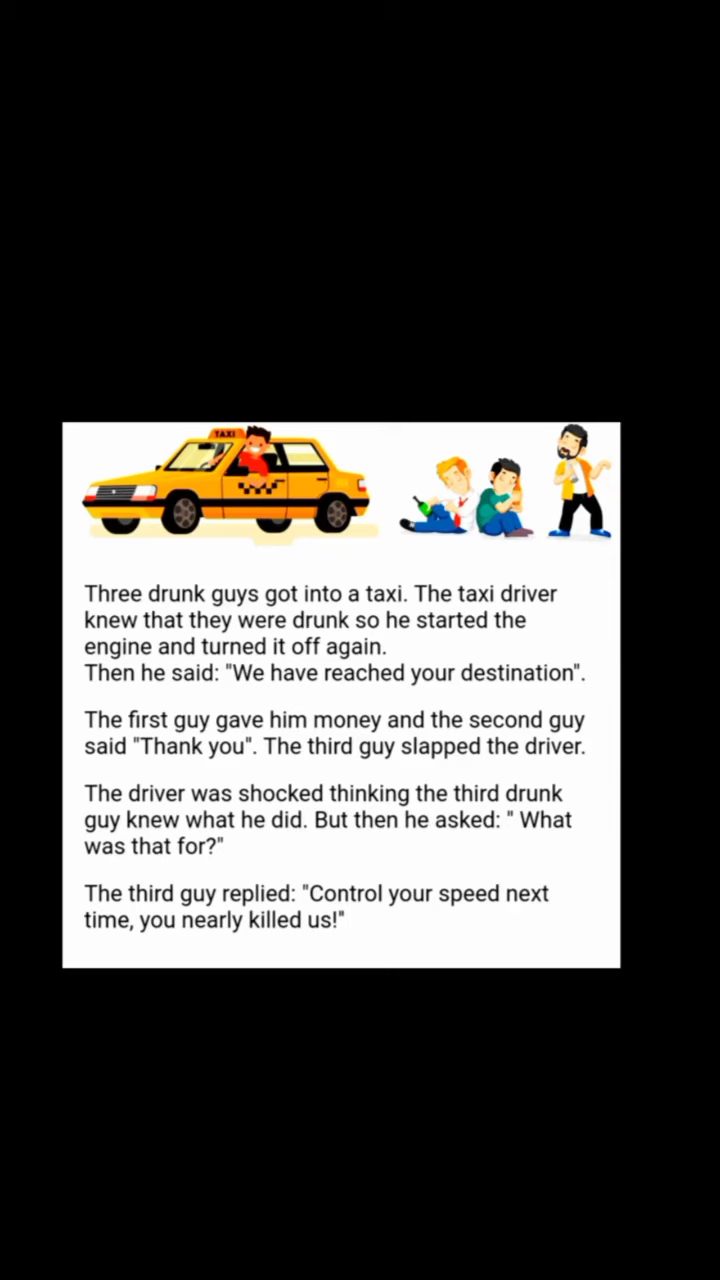 TAXI
Three drunk guys got into a taxi. The taxi driver
knew that they were drunk so he started the
engine and turned it off again.
Then he said: "We have reached your destination".
The first guy gave him money and the second guy
said "Thank you". The third guy slapped the driver.
The driver was shocked thinking the third drunk
guy knew what he did. But then he asked: " What
was that for?"
The third guy replied: "Control your speed next
time, you nearly killed us!"